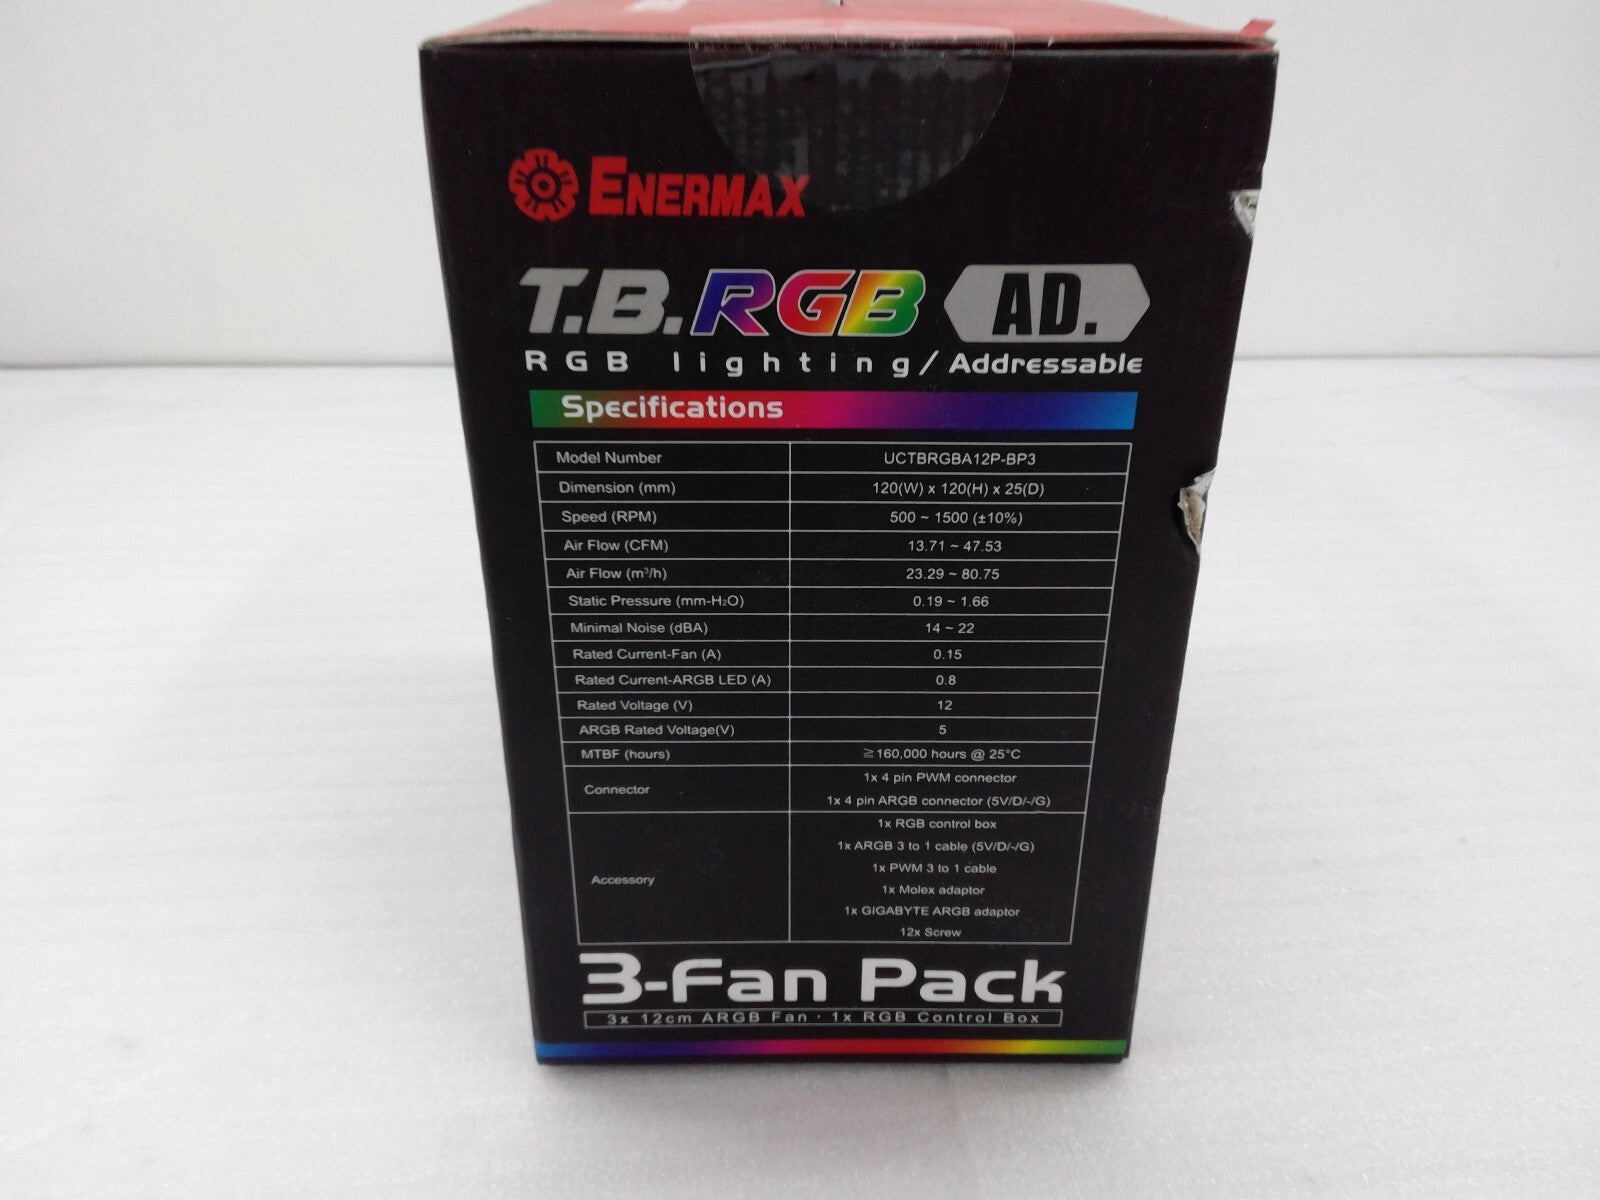 ENERMAX
T.B.RGB AD.
RGB lighting/Addressable
Specifications
Model Number UCTBRGBA12P-BP3
Dimension (mm) 120(W) x 120(H) x 25(D)
Speed (RPM) 500 ~ 1500 (±10%)
Air Flow (CFM) 13.71 ~ 47.53
Air Flow (m³/h) 23.29 ~ 80.75
Static Pressure (mm-H₂O) 0.19 ~ 1.66
Minimal Noise (dBA) 14 ~ 22
Rated Current-Fan (A) 0.15
Rated Current-ARGB LED (A) 0.8
Rated Voltage (V) 12
ARGB Rated Voltage(V) 5
MTBF (hours) ≧160,000 hours @ 25°C
Connector
1x 4 pin PWM connector
1x 4 pin ARGB connector (5V/D/-/G)
Accessory
1x RGB control box
1x ARGB 3 to 1 cable (5V/D/-/G)
1x PWM 3 to 1 cable
1x Molex adaptor
1x GIGABYTE ARGB adaptor
12x Screw
3-Fan Pack
3x 12cm ARGB Fan · 1x RGB Control Box